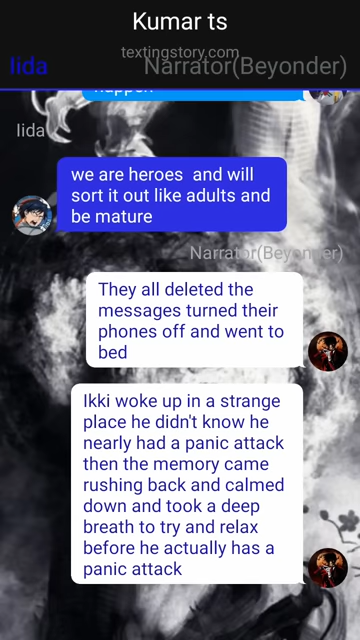 Kumar ts
textingstory.com
Iida
Narrator(Beyonder)
happen
Iida
we are heroes  and will
sort it out like adults and
be mature
Narrator(Beyonder)
They all deleted the
messages turned their
phones off and went to
bed
Ikki woke up in a strange
place he didn't know he
nearly had a panic attack
then the memory came
rushing back and calmed
down and took a deep
breath to try and relax
before he actually has a
panic attack